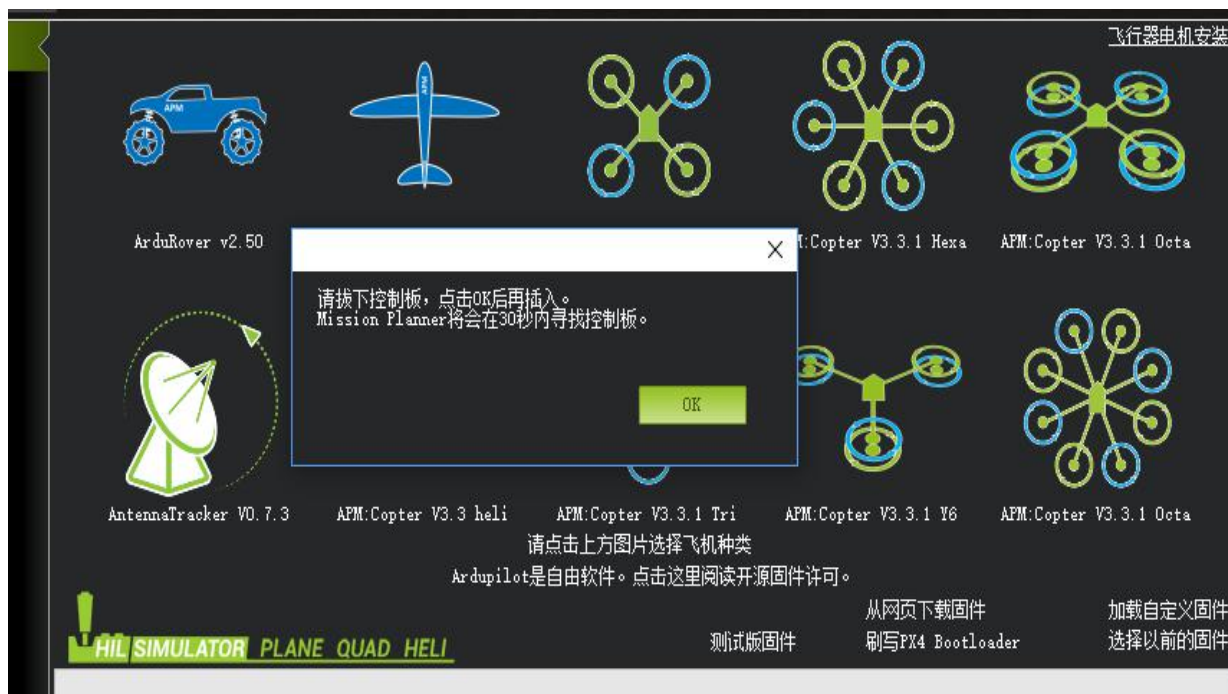 飞行器电机安装
APM
APM
ArduRover v2.50
M:Copter V3.3.1 Hexa
APM:Copter V3.3.1 Octa
请拔下控制板，点击OK后再插入。
Mission Planner将会在30秒内寻找控制板。
OK
AntennaTracker V0.7.3
APM:Copter V3.3 heli
APM:Copter V3.3.1 Tri
APM:Copter V3.3.1 Y6
APM:Copter V3.3.1 Octa
请点击上方图片选择飞机种类
Ardupilot是自由软件。点击这里阅读开源固件许可。
从网页下载固件
加载自定义固件
HIL SIMULATOR PLANE QUAD HELI
测试版固件
刷写PX4 Bootloader
选择以前的固件